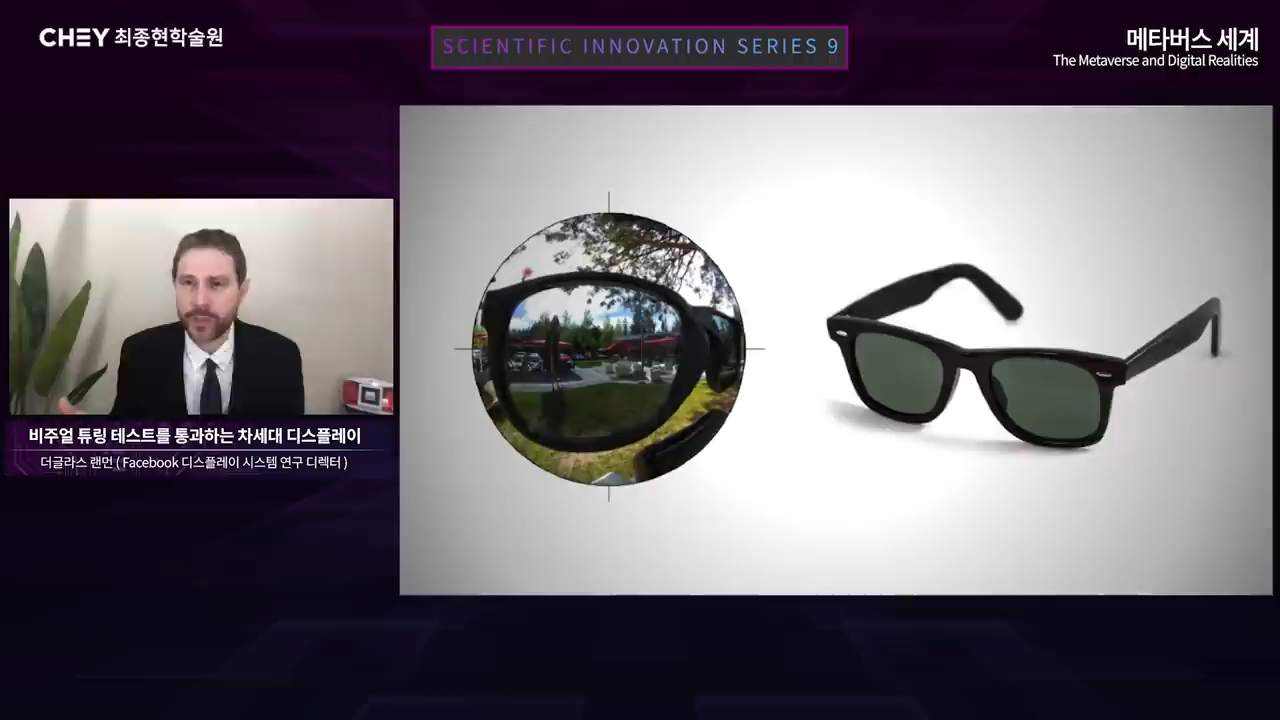 CHEY 최종현학술원
SCIENTIFIC INNOVATION SERIES 9
메타버스 세계
The Metaverse and Digital Realities
비주얼 튜링 테스트를 통과하는 차세대 디스플레이
더글라스 랜먼 ( Facebook 디스플레이 시스템 연구 디렉터 )